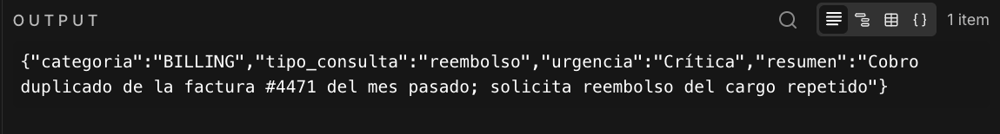 OUTPUT
{ } 1 item
{"categoria":"BILLING","tipo_consulta":"reembolso","urgencia":"Crítica","resumen":"Cobro
duplicado de la factura #4471 del mes pasado; solicita reembolso del cargo repetido"}